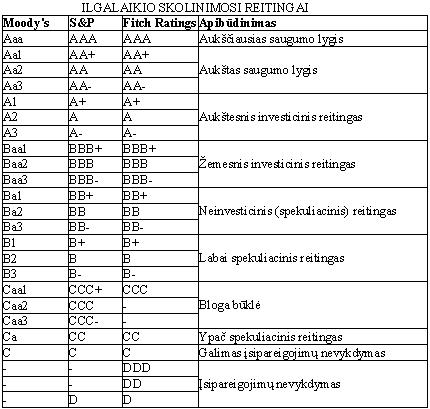 ILGALAIKIO SKOLINIMOSI REITINGAI
Moody's S&P Fitch Ratings Apibūdinimas
Aaa AAA AAA Aukščiausias saugumo lygis
Aa1 AA+ AA+
Aa2 AA AA Aukštas saugumo lygis
Aa3 AA- AA-
A1 A+ A+
A2 A A Aukštesnis investicinis reitingas
A3 A- A-
Baa1 BBB+ BBB+
Baa2 BBB BBB Žemesnis investicinis reitingas
Baa3 BBB- BBB-
Ba1 BB+ BB+
Ba2 BB BB Neinvesticinis (spekuliacinis) reitingas
Ba3 BB- BB-
B1 B+ B+
B2 B B Labai spekuliacinis reitingas
B3 B- B-
Caa1 CCC+ CCC
Caa2 CCC - Bloga būklė
Caa3 CCC- -
Ca CC CC Ypač spekuliacinis reitingas
C C C Galimas įsipareigojimų nevykdymas
- - DDD
- - DD Įsipareigojimų nevykdymas
- D D